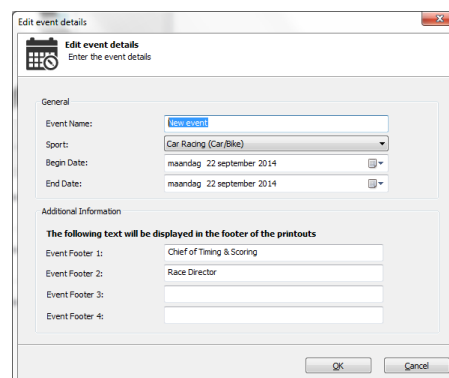 Edit event details
Edit event details
Enter the event details
General
Event Name: New event
Sport: Car Racing (Car/Bike)
Begin Date: maandag 22 september 2014
End Date: maandag 22 september 2014
Additional Information
The following text will be displayed in the footer of the printouts
Event Footer 1: Chief of Timing & Scoring
Event Footer 2: Race Director
Event Footer 3:
Event Footer 4:
OK Cancel